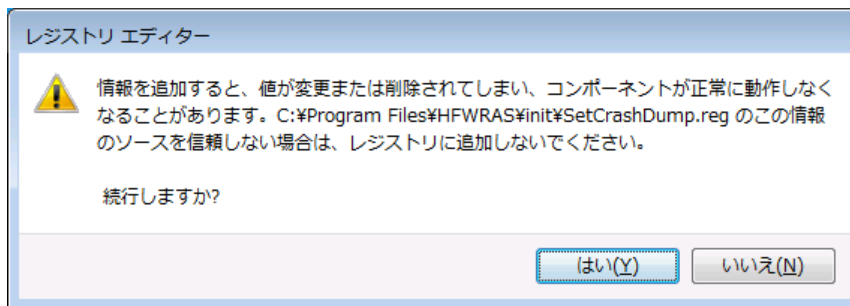 レジストリ エディター
情報を追加すると、値が変更または削除されてしまい、コンポーネントが正常に動作しなく
なることがあります。C:¥Program Files¥HFWRAS¥init¥SetCrashDump.reg のこの情報
のソースを信頼しない場合は、レジストリに追加しないでください。
続行しますか?
はい(Y)
いいえ(N)